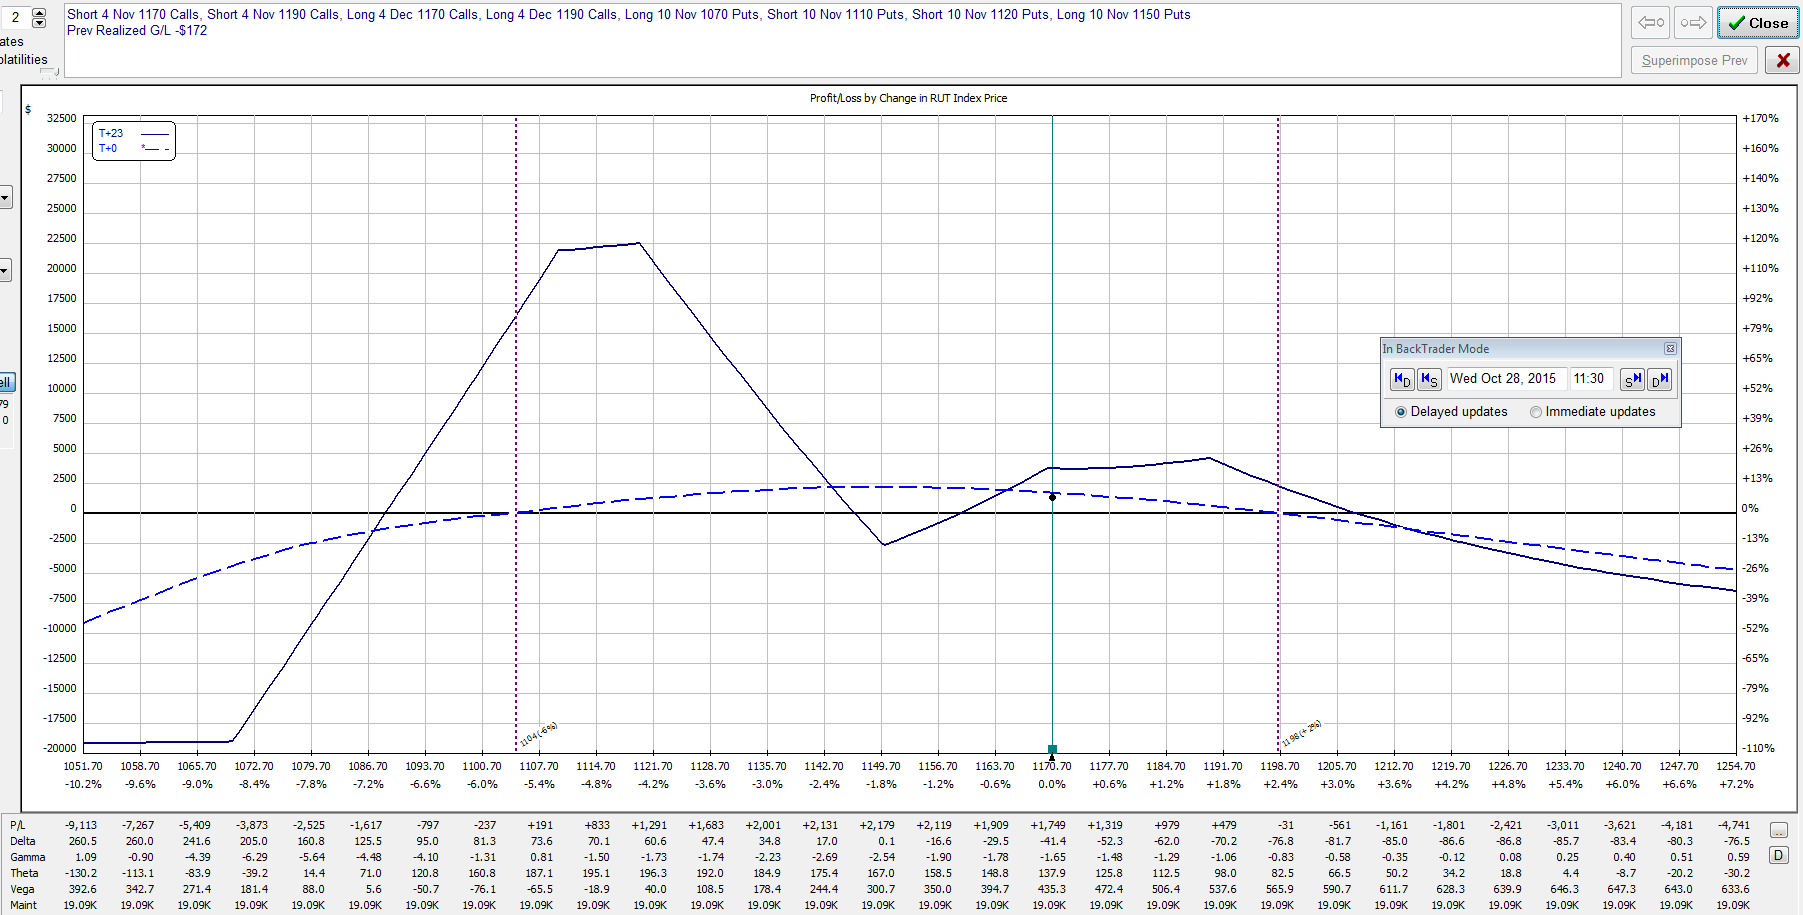 2
Short 4 Nov 1170 Calls, Short 4 Nov 1190 Calls, Long 4 Dec 1170 Calls, Long 4 Dec 1190 Calls, Long 10 Nov 1070 Puts, Short 10 Nov 1110 Puts, Short 10 Nov 1120 Puts, Long 10 Nov 1150 Puts
Prev Realized G/L -$172
Close
Superimpose Prev
ates
olatilities
ell
79
0
Profit/Loss by Change in RUT Index Price
$
T+23
T+0
32500 +170%
30000 +160%
27500 +140%
25000 +130%
22500 +120%
20000 +110%
17500 +92%
15000 +79%
12500 +65%
10000 +52%
7500 +39%
5000 +26%
2500 +13%
0 0%
-2500 -13%
-5000 -26%
-7500 -39%
-10000 -52%
-12500 -65%
-15000 -79%
-17500 -92%
-20000 -110%
In BackTrader Mode
D S Wed Oct 28, 2015 11:30 S D
Delayed updates Immediate updates
1104 (-6%)
1198 (+2%)
1051.70 1058.70 1065.70 1072.70 1079.70 1086.70 1093.70 1100.70 1107.70 1114.70 1121.70 1128.70 1135.70 1142.70 1149.70 1156.70 1163.70 1170.70 1177.70 1184.70 1191.70 1198.70 1205.70 1212.70 1219.70 1226.70 1233.70 1240.70 1247.70 1254.70
-10.2% -9.6% -9.0% -8.4% -7.8% -7.2% -6.6% -6.0% -5.4% -4.8% -4.2% -3.6% -3.0% -2.4% -1.8% -1.2% -0.6% 0.0% +0.6% +1.2% +1.8% +2.4% +3.0% +3.6% +4.2% +4.8% +5.4% +6.0% +6.6% +7.2%
P/L -9,113 -7,267 -5,409 -3,873 -2,525 -1,617 -797 -237 +191 +833 +1,291 +1,683 +2,001 +2,131 +2,179 +2,119 +1,909 +1,749 +1,319 +979 +479 -31 -561 -1,161 -1,801 -2,421 -3,011 -3,621 -4,181 -4,741 ...
Delta 260.5 260.0 241.6 205.0 160.8 125.5 95.0 81.3 73.6 70.1 60.6 47.4 34.8 17.0 0.1 -16.6 -29.5 -41.4 -52.3 -62.0 -70.2 -76.8 -81.7 -85.0 -86.6 -86.8 -85.7 -83.4 -80.3 -76.5
Gamma 1.09 -0.90 -4.39 -6.29 -5.64 -4.48 -4.10 -1.31 0.81 -1.50 -1.73 -1.74 -2.23 -2.69 -2.54 -1.90 -1.78 -1.65 -1.48 -1.29 -1.06 -0.83 -0.58 -0.35 -0.12 0.08 0.25 0.40 0.51 0.59 D
Theta -130.2 -113.1 -83.9 -39.2 14.4 71.0 120.8 160.8 187.1 195.1 196.3 192.0 184.9 175.4 167.0 158.5 148.8 137.9 125.8 112.5 98.0 82.5 66.5 50.2 34.2 18.8 4.4 -8.7 -20.2 -30.2
Vega 392.6 342.7 271.4 181.4 88.0 5.6 -50.7 -76.1 -65.5 -18.9 40.0 108.5 178.4 244.4 300.7 350.0 394.7 435.3 472.4 506.4 537.6 565.9 590.7 611.7 628.3 639.9 646.3 647.3 643.0 633.6
Maint 19.09K 19.09K 19.09K 19.09K 19.09K 19.09K 19.09K 19.09K 19.09K 19.09K 19.09K 19.09K 19.09K 19.09K 19.09K 19.09K 19.09K 19.09K 19.09K 19.09K 19.09K 19.09K 19.09K 19.09K 19.09K 19.09K 19.09K 19.09K 19.09K 19.09K